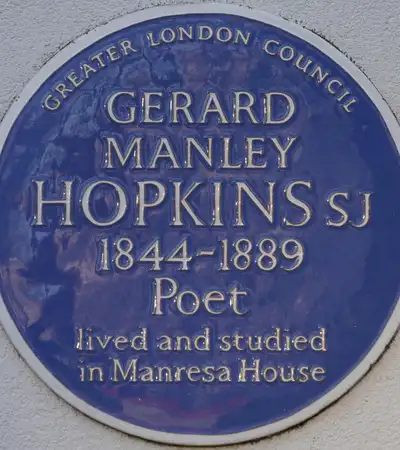 GREATER LONDON COUNCIL
GERARD
MANLEY
HOPKINS SJ
1844-1889
Poet
lived and studied
in Manresa House